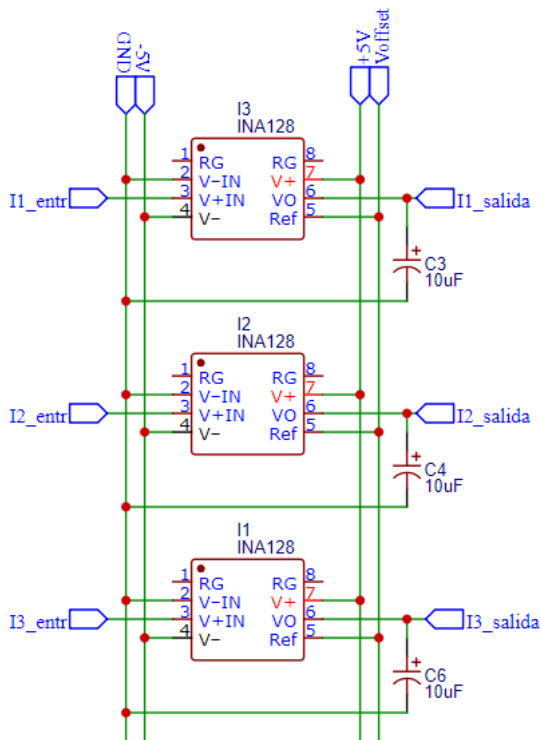 GND
-5V
+5V
Voffset
I3
INA128
1 RG RG 8
2 V-IN V+ 7
I1_entr 3 V+IN VO 6 I1_salida
4 V- Ref 5
+
C3
10uF
I2
INA128
1 RG RG 8
2 V-IN V+ 7
I2_entr 3 V+IN VO 6 I2_salida
4 V- Ref 5
+
C4
10uF
I1
INA128
1 RG RG 8
2 V-IN V+ 7
I3_entr 3 V+IN VO 6 I3_salida
4 V- Ref 5
+
C6
10uF